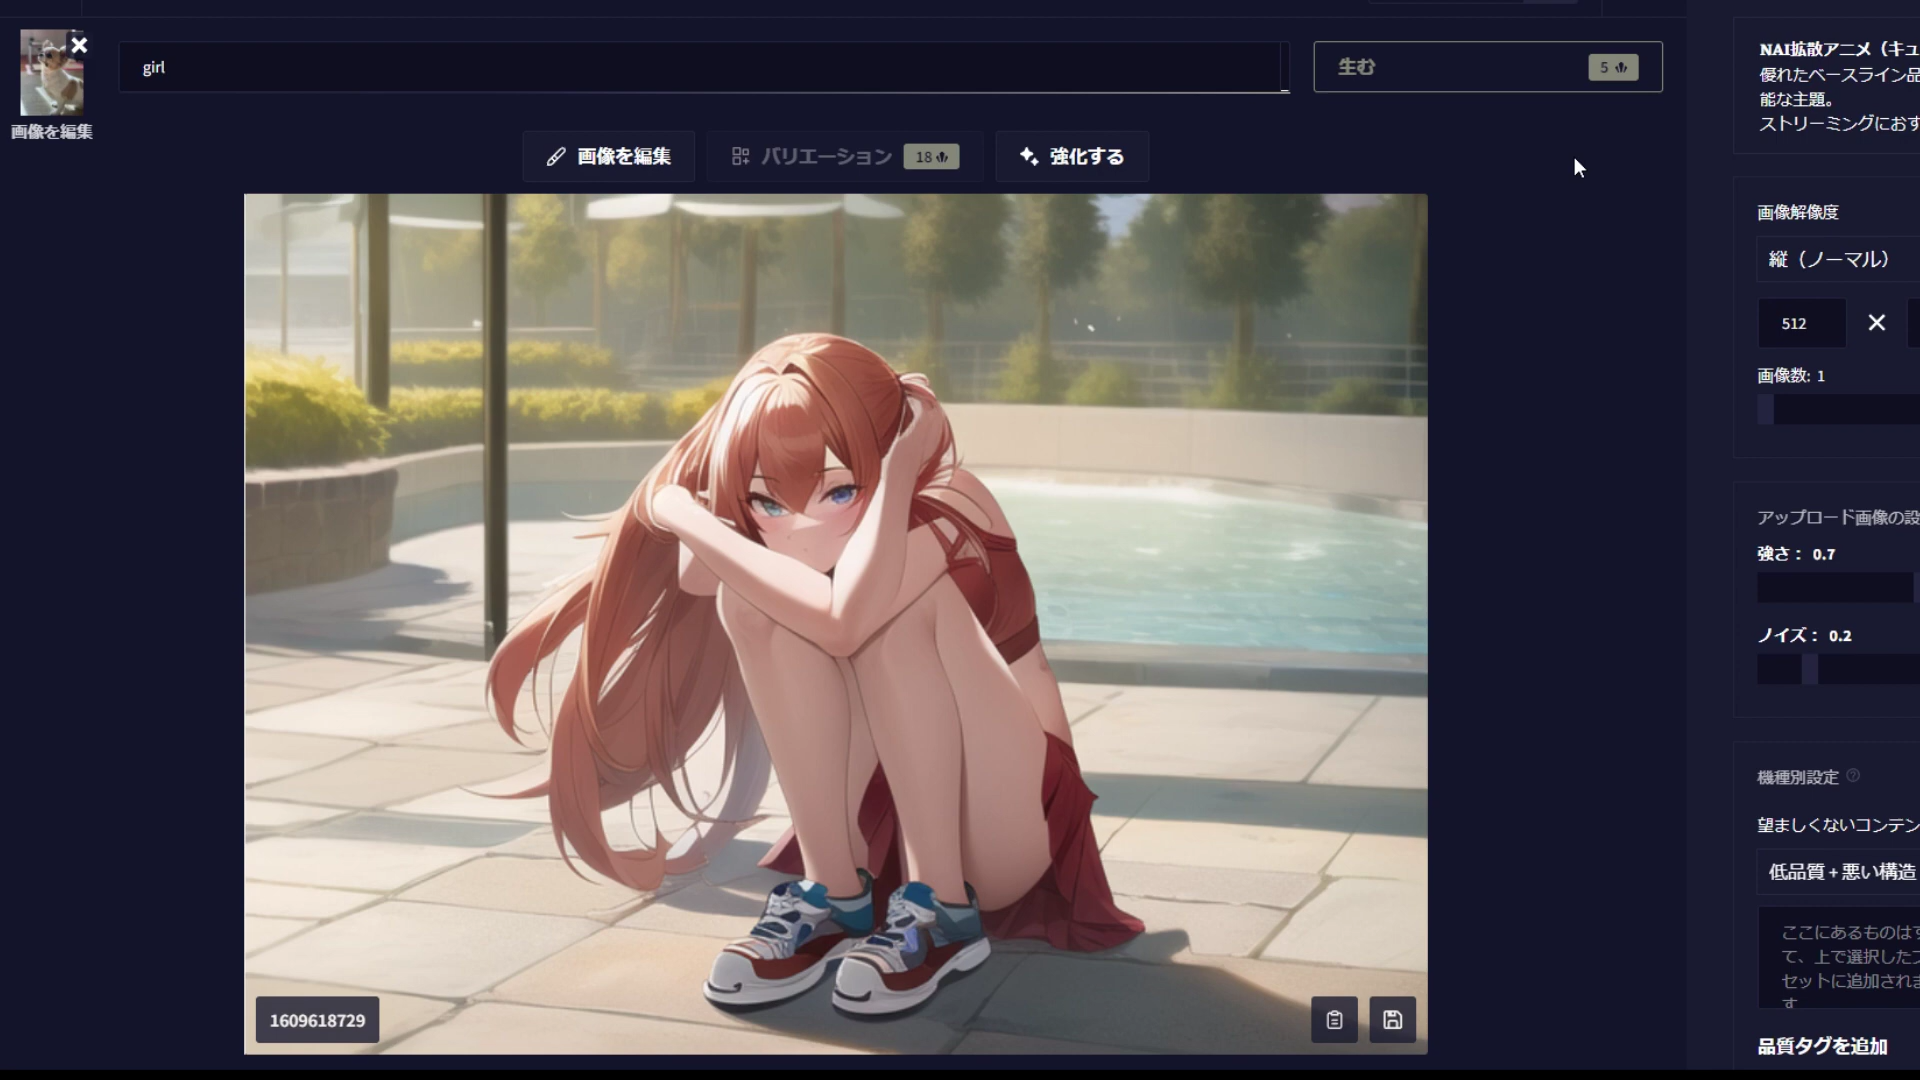 画像を編集
girl
生む
5
画像を編集
バリエーション
18
強化する
1609618729
NAI拡散アニメ（キュ
優れたベースライン品
能な主題。
ストリーミングにおす
画像解像度
縦（ノーマル）
512
画像数: 1
アップロード画像の設
強さ： 0.7
ノイズ： 0.2
機種別設定
望ましくないコンテン
低品質 + 悪い構造
ここにあるものはす
て、上で選択したプ
セットに追加されま
す
品質タグを追加